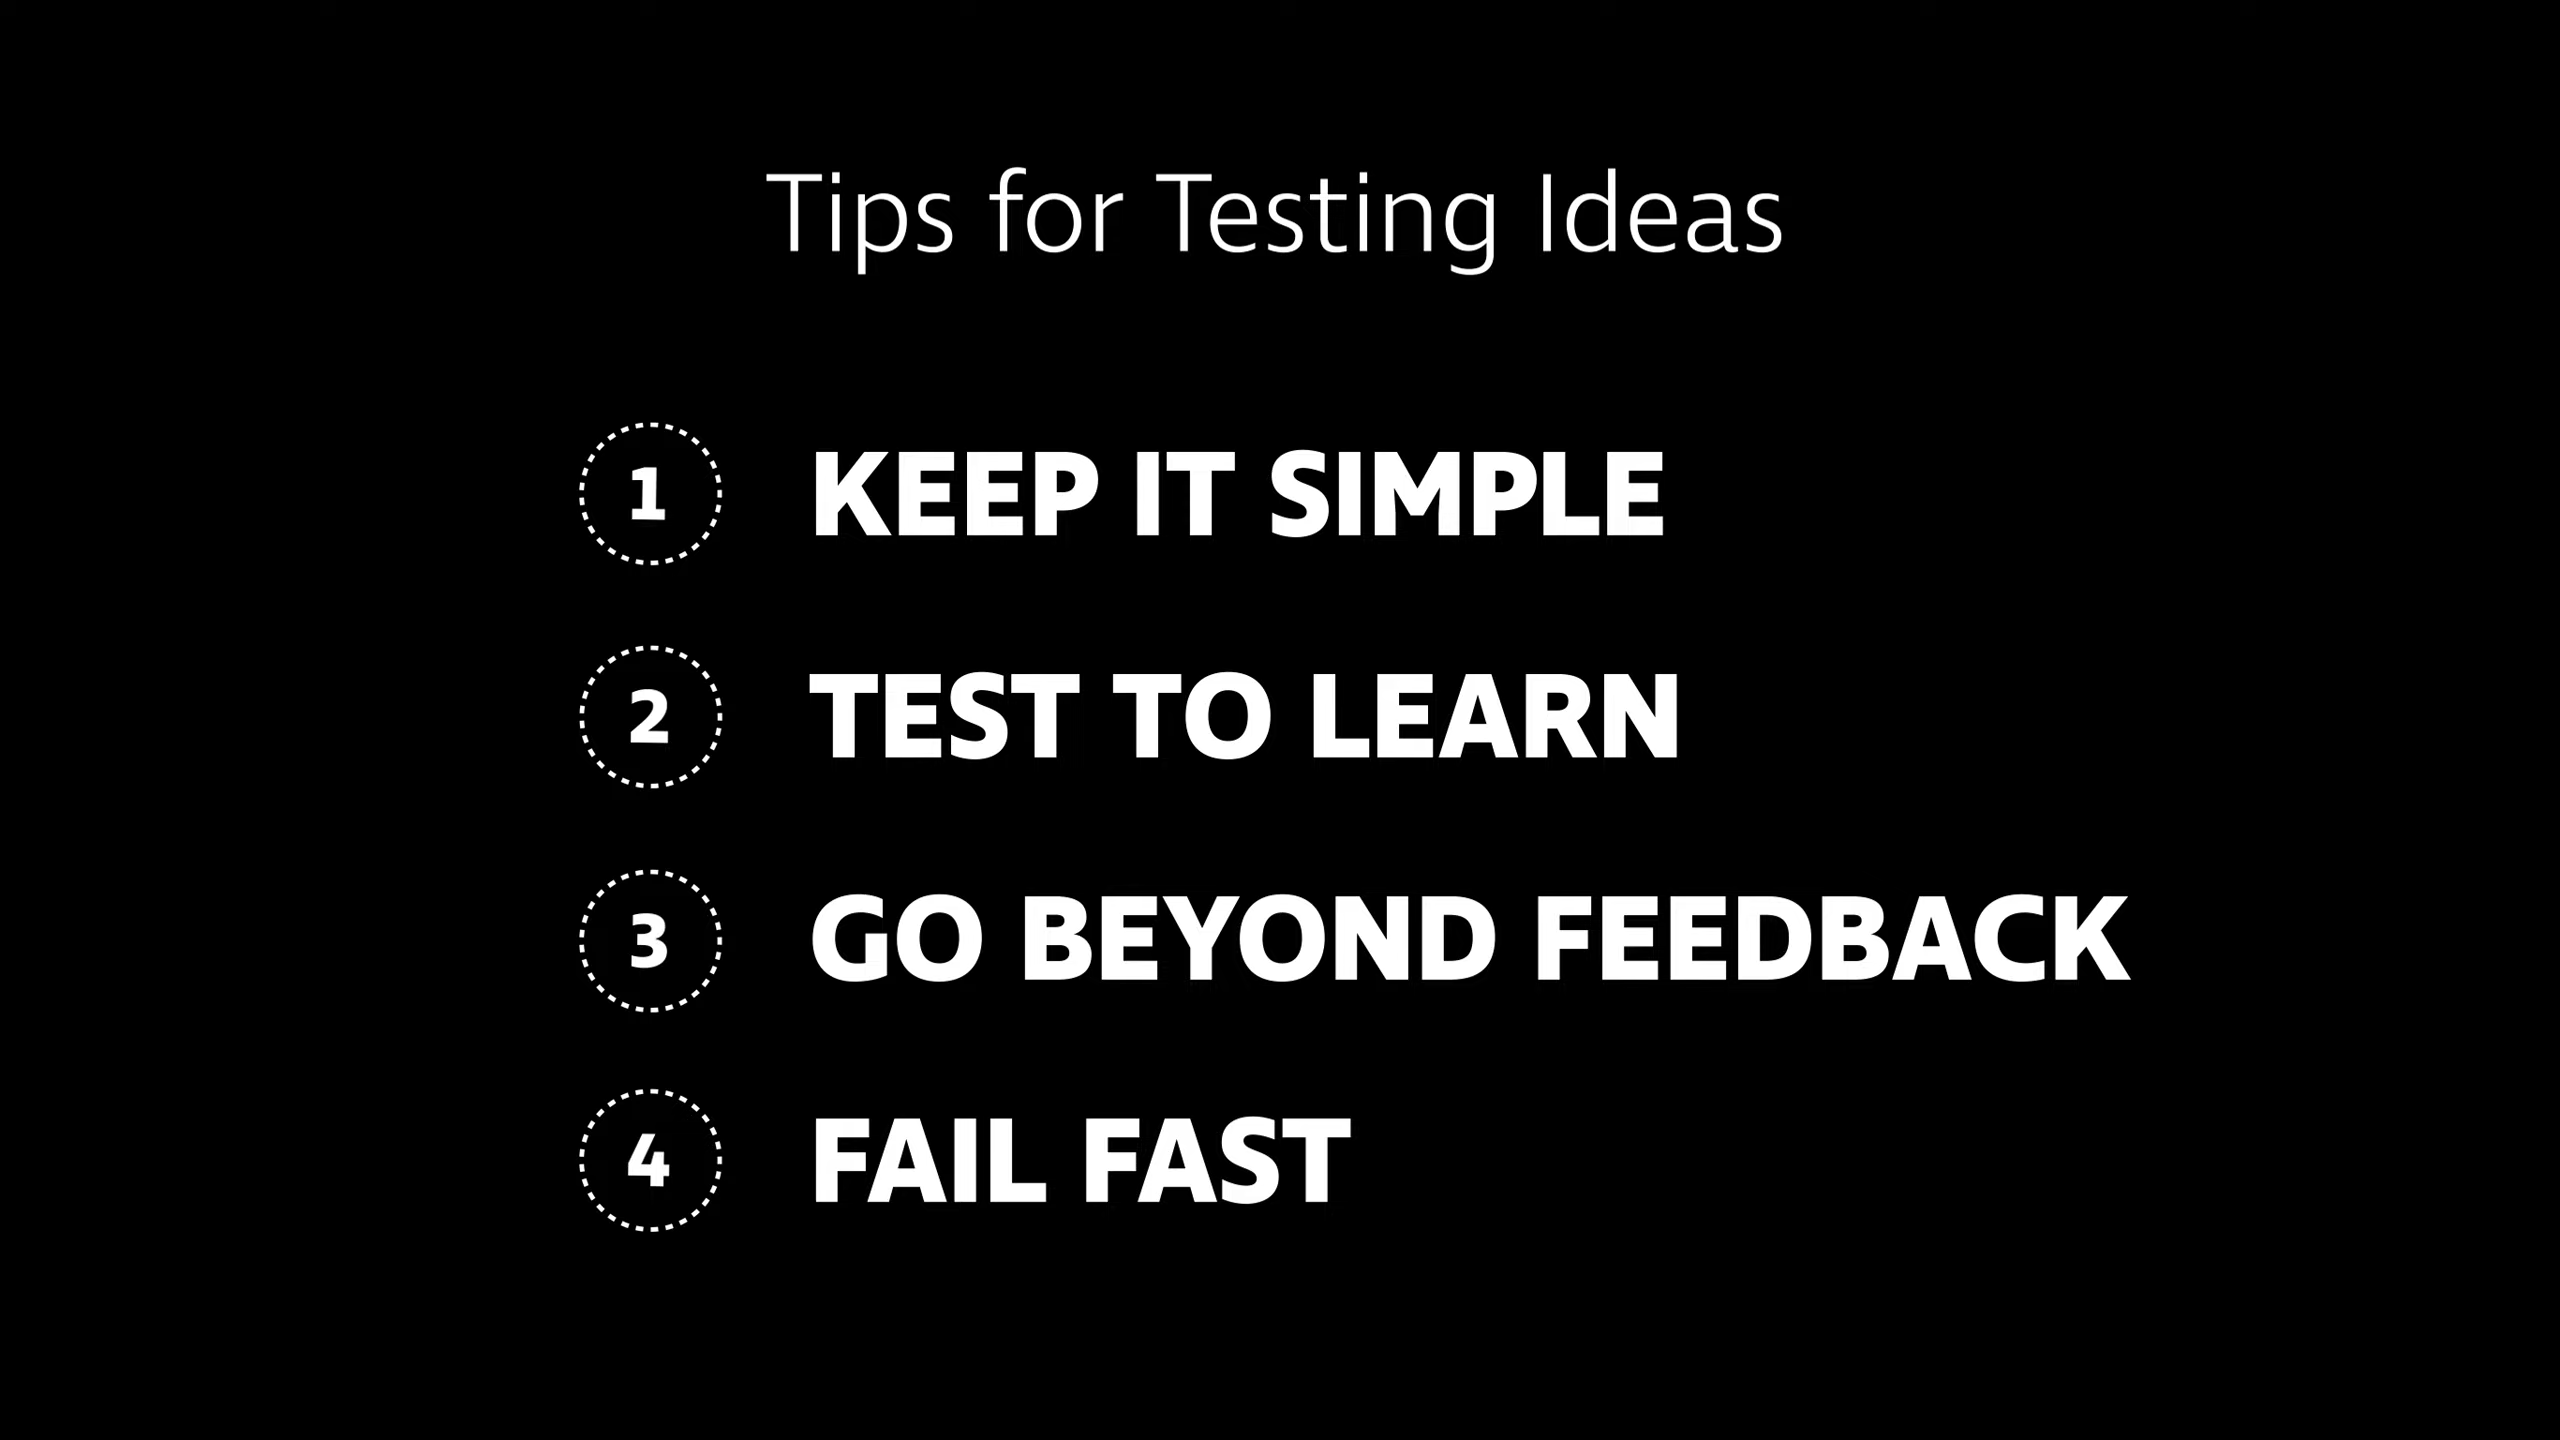 Tips for Testing Ideas
1 KEEP IT SIMPLE
2 TEST TO LEARN
3 GO BEYOND FEEDBACK
4 FAIL FAST